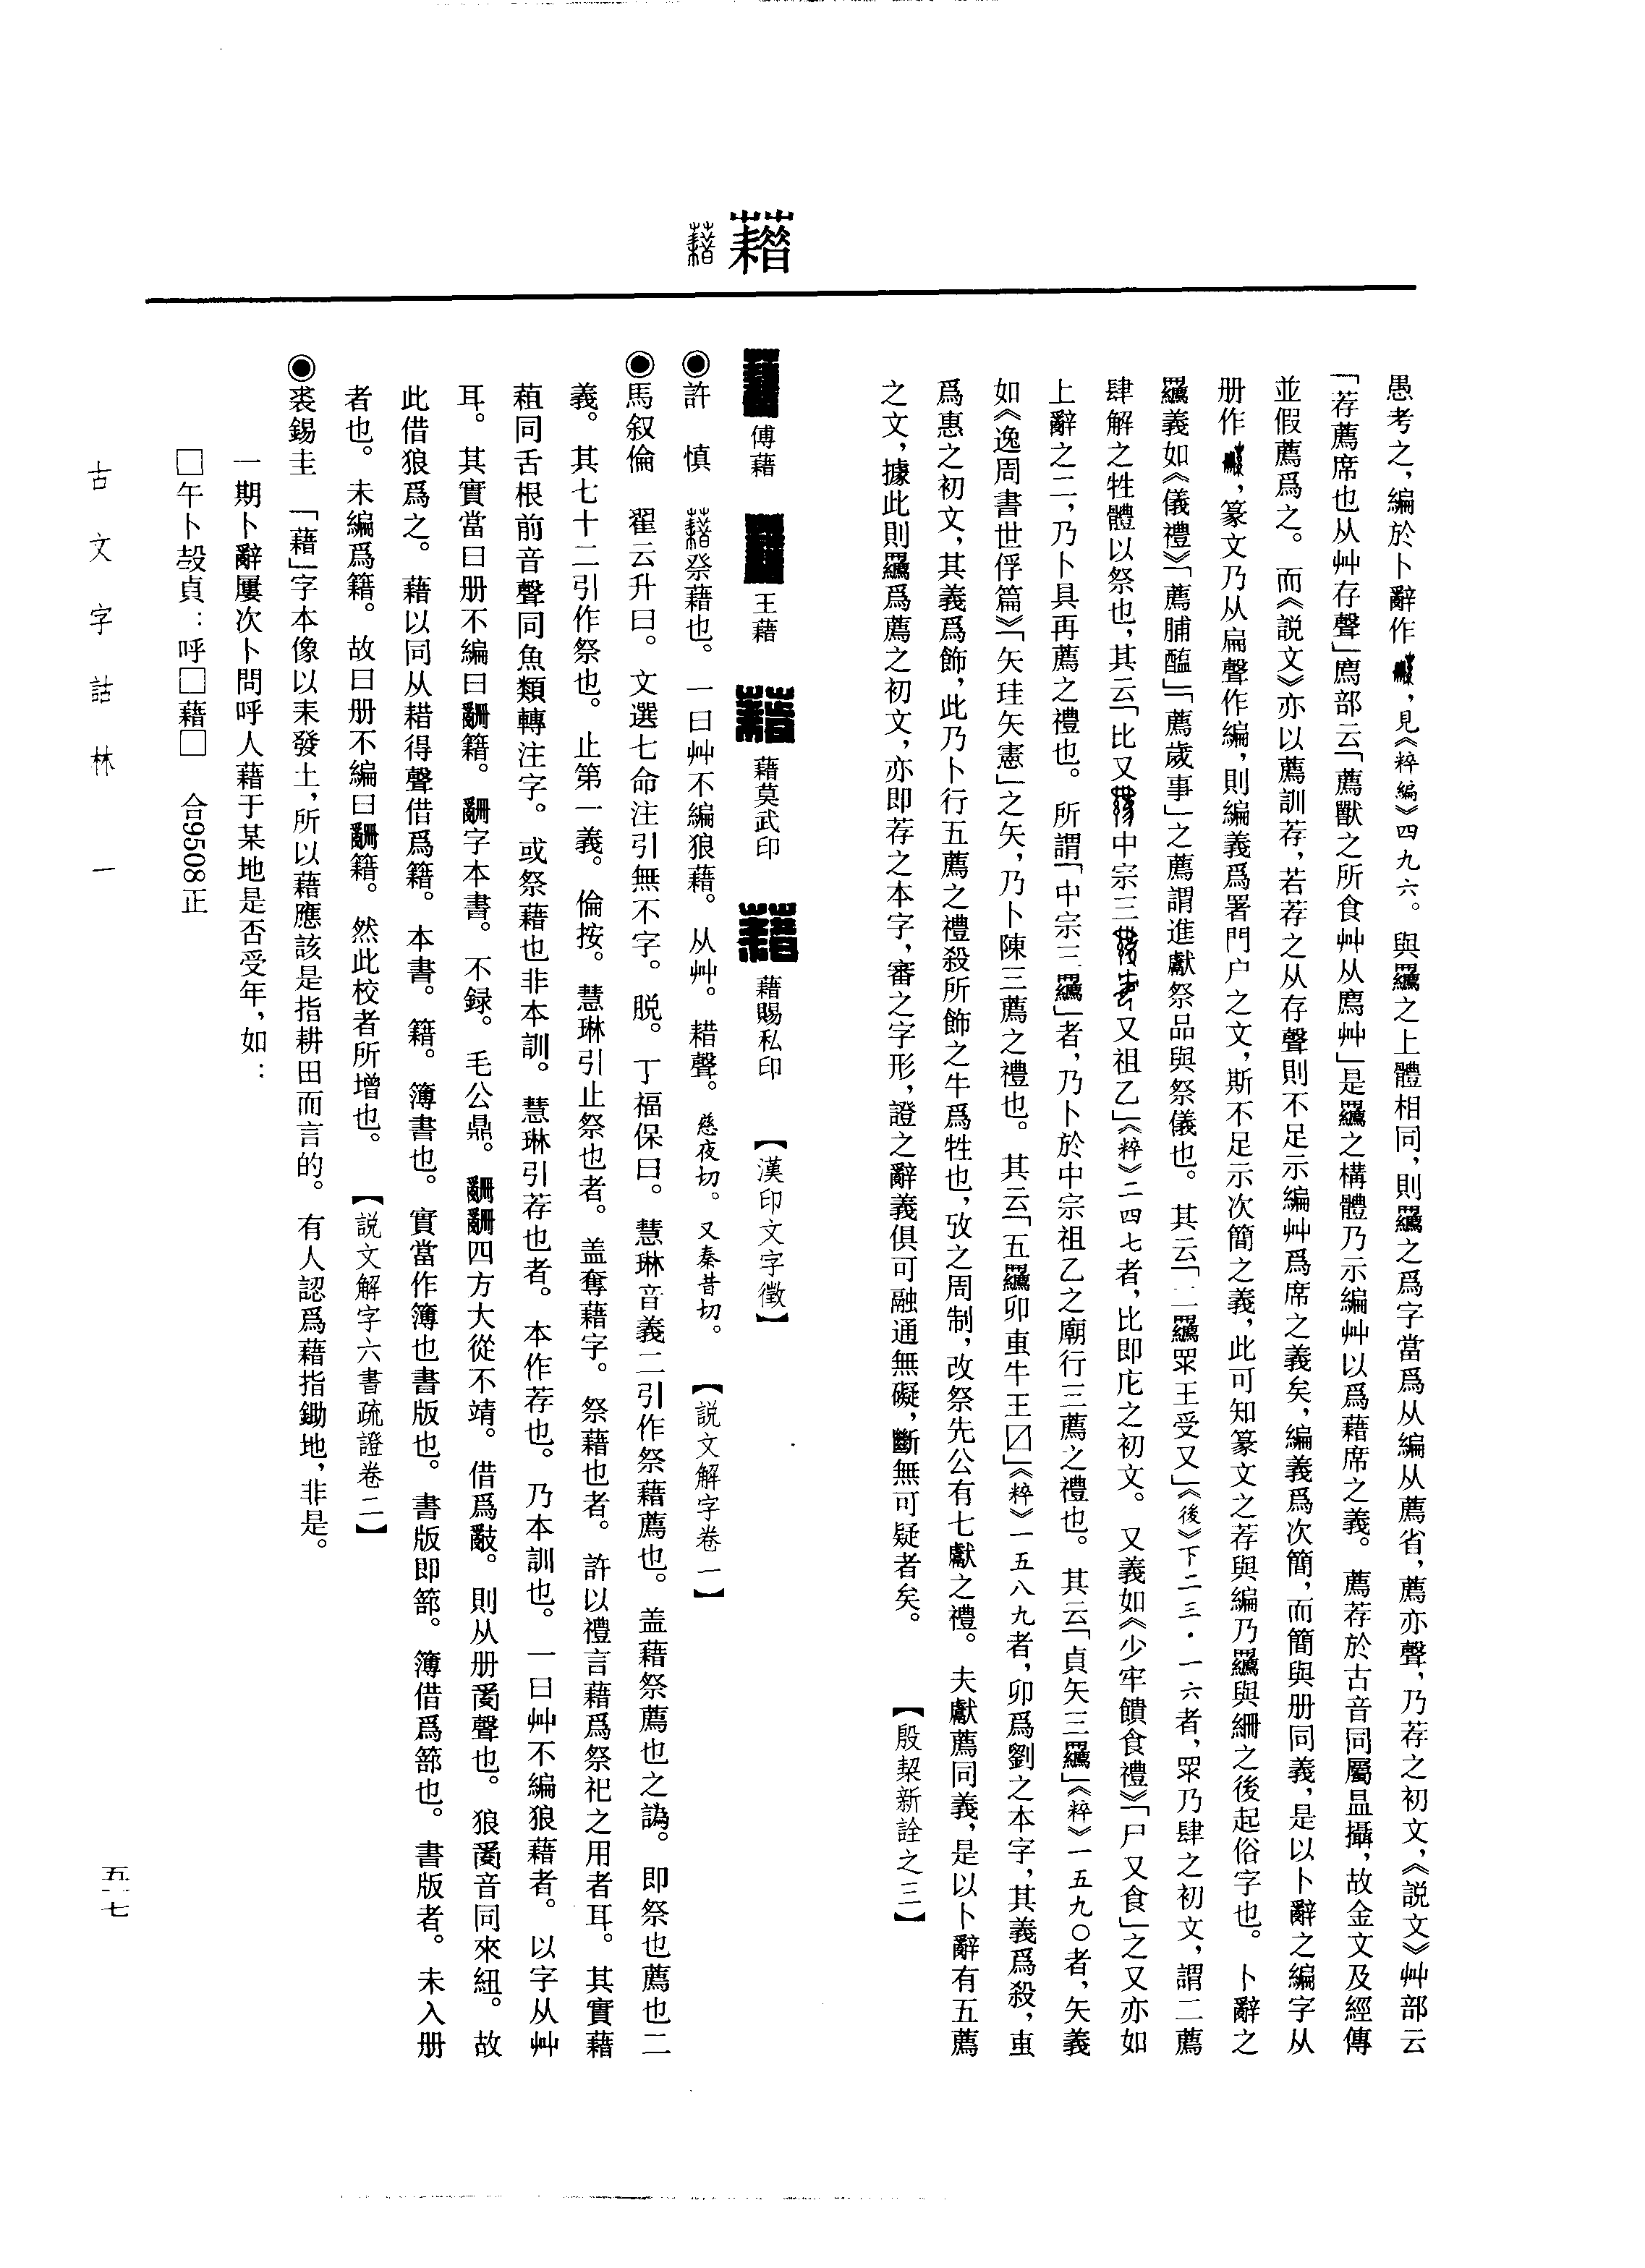 藉
愚考之，編於卜辭作，見《粹編》四九六。與之上體相同，則之爲字當爲从編从薦省，薦亦聲，乃荐之初文，《説文》艸部云
「荐薦席也从艸存聲」廌部云「薦獸之所食艸从廌艸」是之構體乃示編艸以爲藉席之義。薦荐於古音同屬昷攝，故金文及經傳
並假薦爲之。而《説文》亦以薦訓荐，若荐之从存聲則不足示編艸爲席之義矣，編義爲次簡，而簡與册同義，是以卜辭之編字从
册作，篆文乃从扁聲作編，則編義爲署門户之文，斯不足示次簡之義，此可知篆文之荐與編乃與之後起俗字也。卜辭之
義如《儀禮》「薦脯醢」「薦歲事」之薦謂進獻祭品與祭儀也。其云「二眔王受又」《後》下二三·一六者，眔乃肆之初文，謂二薦
肆解之牲體以祭也，其云「比又中宗三又祖乙」《粹》二四七者，比即庀之初文。又義如《少牢饋食禮》「尸又食」之又亦如
上辭之二，乃卜具再薦之禮也。所謂「中宗三」者，乃卜於中宗祖乙之廟行三薦之禮也。其云「貞矢三」《粹》一五九〇者，矢義
如《逸周書世俘篇》「矢珪矢憲」之矢，乃卜陳三薦之禮也。其云「五卯叀牛王〼」《粹》一五八九者，卯爲劉之本字，其義爲殺，叀
爲惠之初文，其義爲飾，此乃卜行五薦之禮殺所飾之牛爲牲也，攷之周制，改祭先公有七獻之禮。夫獻薦同義，是以卜辭有五薦
之文，據此則爲薦之初文，亦即荐之本字，審之字形，證之辭義俱可融通無礙，斷無可疑者矣。【殷栔新詮之三】
傅藉　王藉　藉莫武印　藉賜私印　【漢印文字徵】
◉許　慎　藉祭藉也。一曰艸不編狼藉。从艸。耤聲。慈夜切。又秦昔切。【説文解字卷一】
◉馬叙倫　翟云升曰。文選七命注引無不字。脱。丁福保曰。慧琳音義二引作祭藉薦也。盖藉祭薦也之譌。即祭也薦也二
義。其七十二引作祭也。止第一義。倫按。慧琳引止祭也者。盖奪藉字。祭藉也者。許以禮言藉爲祭祀之用者耳。其實藉
蒩同舌根前音聲同魚類轉注字。或祭藉也非本訓。慧琳引荐也者。本作荐也。乃本訓也。一曰艸不編狼藉者。以字从艸
耳。其實當曰册不編曰籍。字本書。不録。毛公鼎。四方大從不靖。借爲敽。則从册𤔔聲也。狼𤔔音同來紐。故
此借狼爲之。藉以同从耤得聲借爲籍。本書。籍。簿書也。實當作簿也書版也。書版即篰。簿借爲篰也。書版者。未入册
者也。未編爲籍。故曰册不編曰籍。然此校者所增也。【説文解字六書疏證卷二】
◉裘錫圭　「藉」字本像以耒發土，所以藉應該是指耕田而言的。有人認爲藉指鋤地，非是。
一期卜辭屢次卜問呼人藉于某地是否受年，如：
□午卜㱿貞：呼□藉□　合9508正
古文字詁林　一
五一七